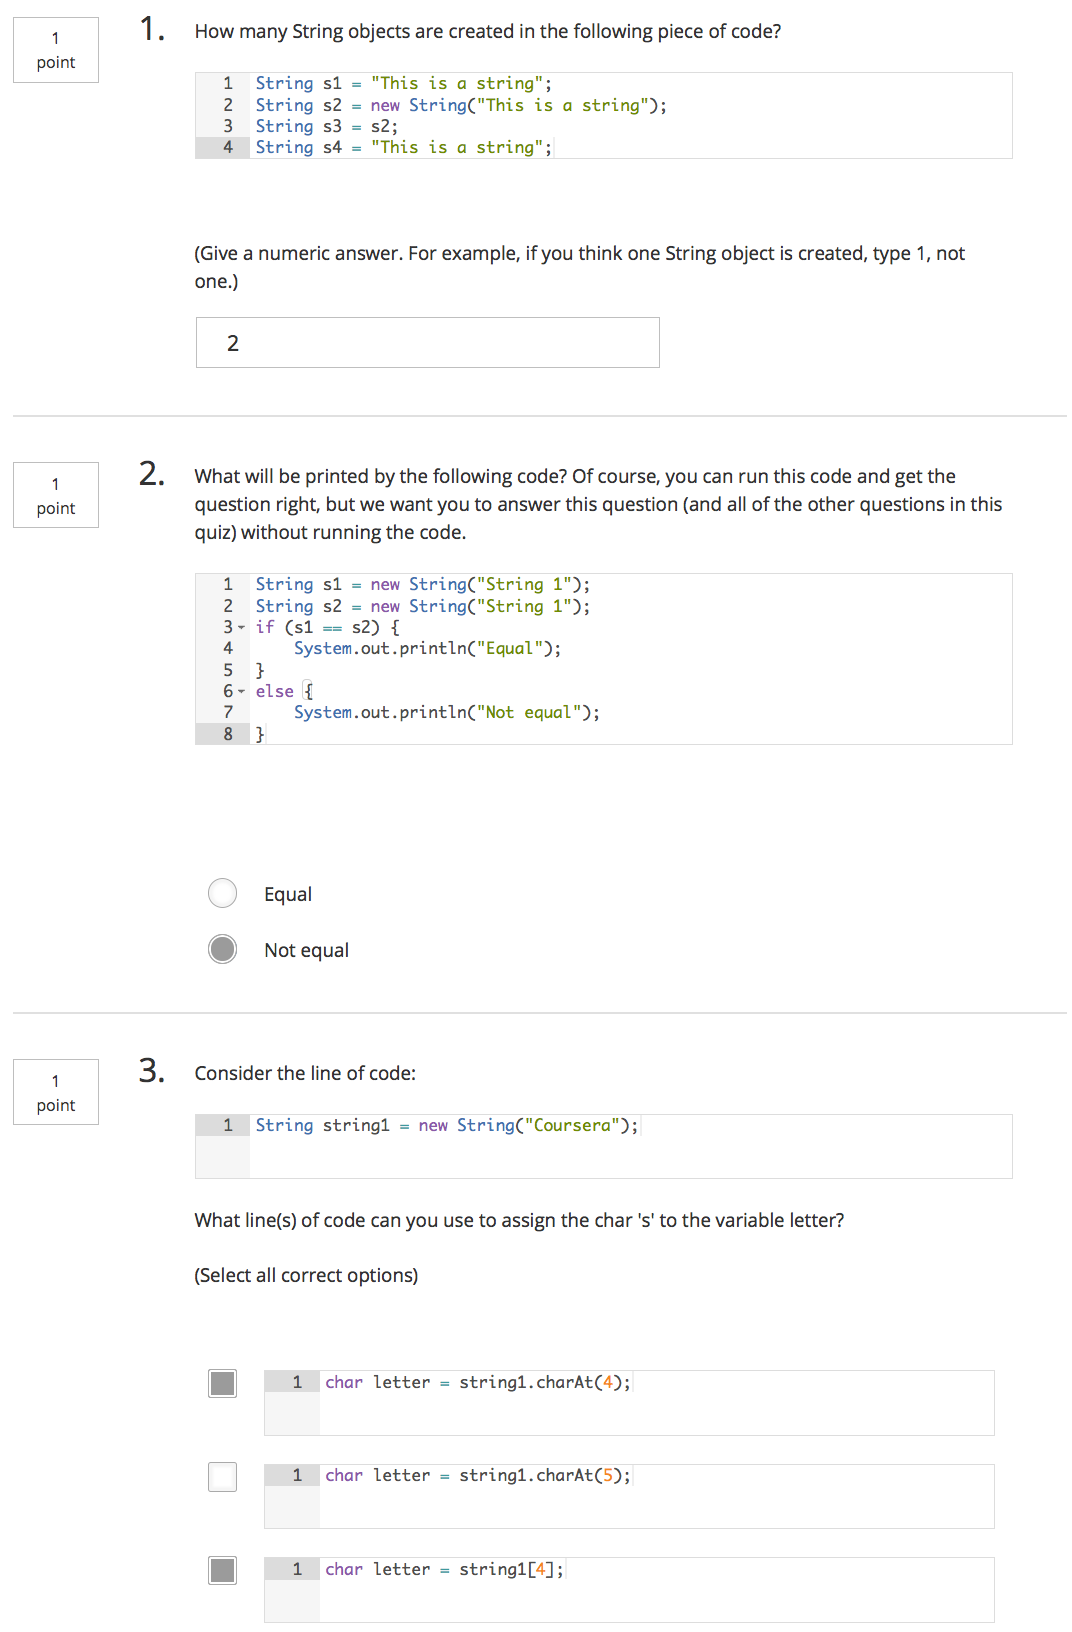 1
point
1.
How many String objects are created in the following piece of code?
1 String s1 = "This is a string";
2 String s2 = new String("This is a string");
3 String s3 = s2;
4 String s4 = "This is a string";
(Give a numeric answer. For example, if you think one String object is created, type 1, not
one.)
2
1
point
2.
What will be printed by the following code? Of course, you can run this code and get the
question right, but we want you to answer this question (and all of the other questions in this
quiz) without running the code.
1 String s1 = new String("String 1");
2 String s2 = new String("String 1");
3 if (s1 == s2) {
4     System.out.println("Equal");
5 }
6 else {
7     System.out.println("Not equal");
8 }
Equal
Not equal
1
point
3.
Consider the line of code:
1 String string1 = new String("Coursera");
What line(s) of code can you use to assign the char 's' to the variable letter?
(Select all correct options)
1 char letter = string1.charAt(4);
1 char letter = string1.charAt(5);
1 char letter = string1[4];